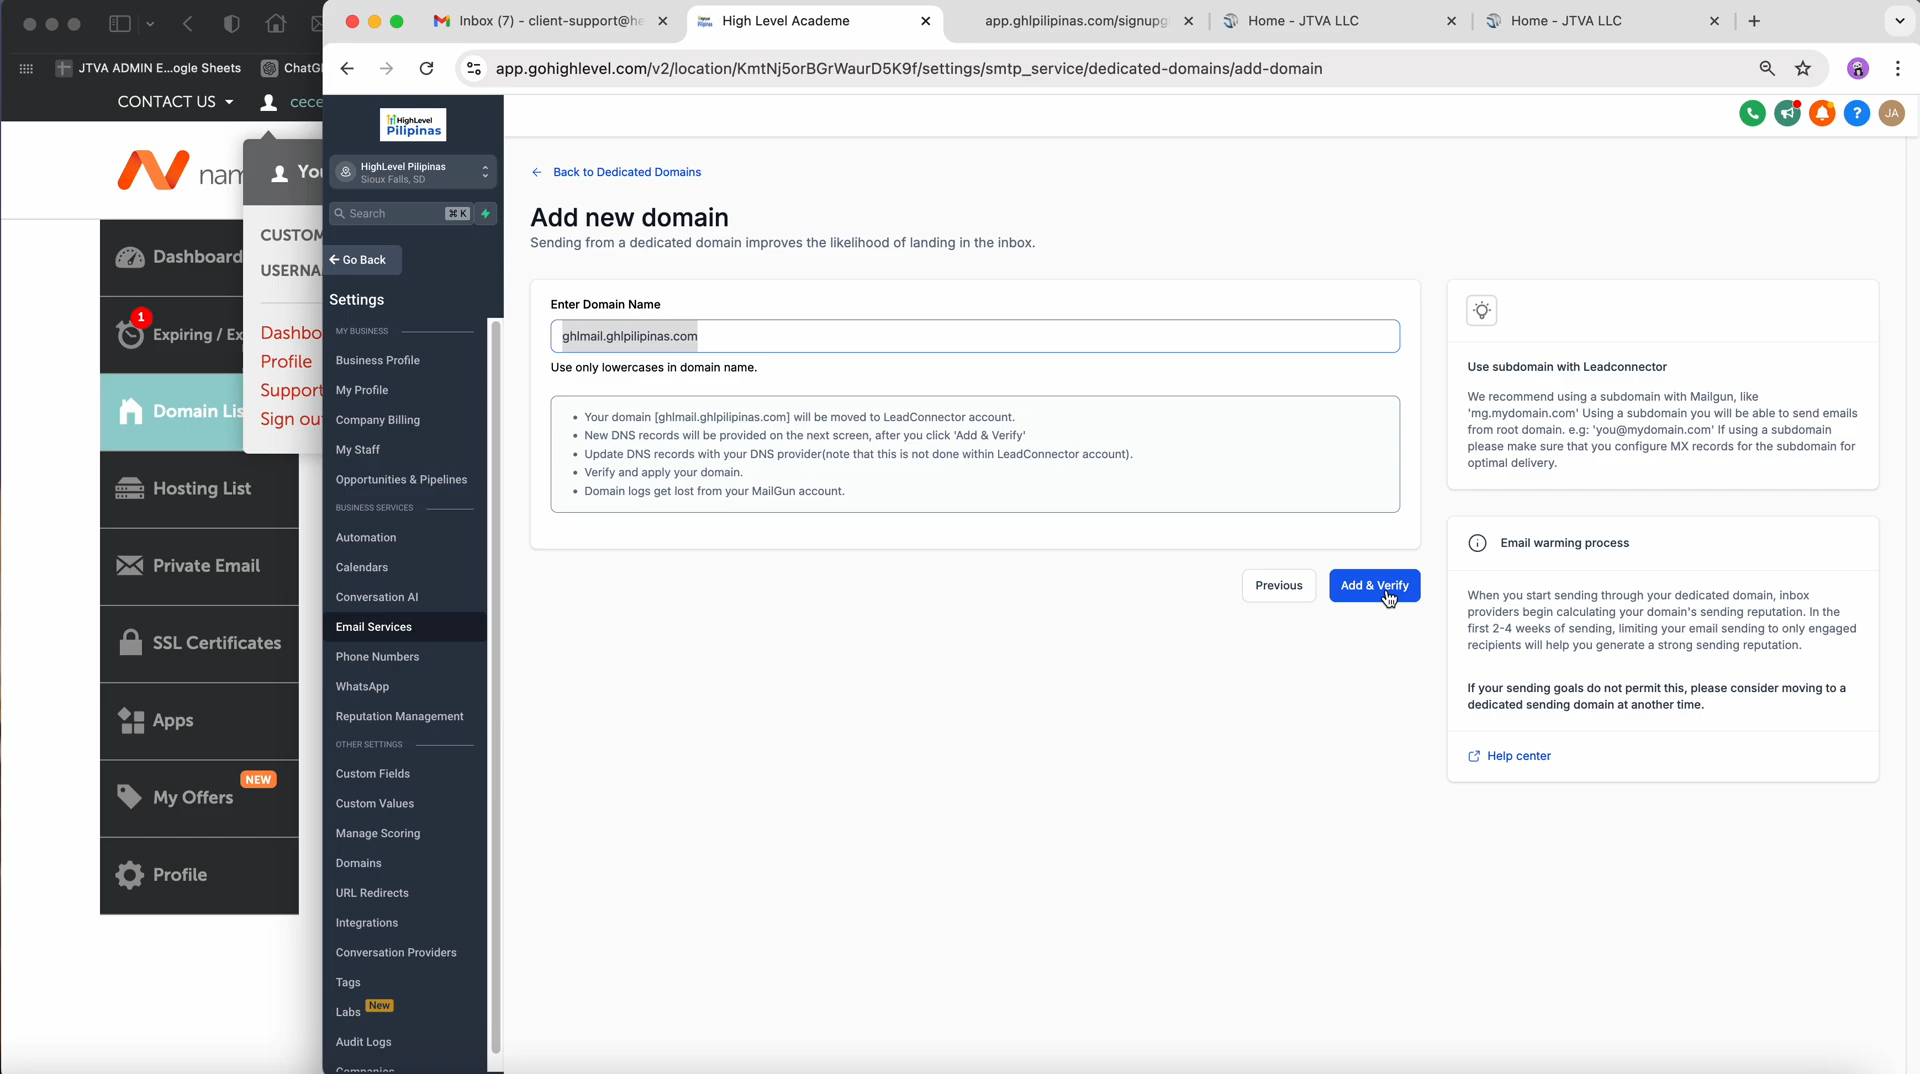 Inbox (7) - client-support@he
High Level Academe
app.ghlpilipinas.com/signupg
Home - JTVA LLC
Home - JTVA LLC
JTVA ADMIN E...ogle Sheets
ChatG
app.gohighlevel.com/v2/location/KmtNj5orBGrWaurD5K9f/settings/smtp_service/dedicated-domains/add-domain
CONTACT US
cece
nam
You
CUSTOM
USERNA
Dashbo
Profile
Support
Sign out
Dashboard
1
Expiring / Ex
Domain Lis
Hosting List
Private Email
SSL Certificates
Apps
NEW
My Offers
Profile
HighLevel
Pilipinas
HighLevel Pilipinas
Sioux Falls, SD
Search
⌘ K
Go Back
Settings
MY BUSINESS
Business Profile
My Profile
Company Billing
My Staff
Opportunities & Pipelines
BUSINESS SERVICES
Automation
Calendars
Conversation AI
Email Services
Phone Numbers
WhatsApp
Reputation Management
OTHER SETTINGS
Custom Fields
Custom Values
Manage Scoring
Domains
URL Redirects
Integrations
Conversation Providers
Tags
Labs New
Audit Logs
Companies
JA
Back to Dedicated Domains
Add new domain
Sending from a dedicated domain improves the likelihood of landing in the inbox.
Enter Domain Name
ghlmail.ghlpilipinas.com
Use only lowercases in domain name.
• Your domain [ghlmail.ghlpilipinas.com] will be moved to LeadConnector account.
• New DNS records will be provided on the next screen, after you click 'Add & Verify'
• Update DNS records with your DNS provider(note that this is not done within LeadConnector account).
• Verify and apply your domain.
• Domain logs get lost from your MailGun account.
Previous
Add & Verify
Use subdomain with Leadconnector
We recommend using a subdomain with Mailgun, like
'mg.mydomain.com' Using a subdomain you will be able to send emails
from root domain. e.g: 'you@mydomain.com' If using a subdomain
please make sure that you configure MX records for the subdomain for
optimal delivery.
Email warming process
When you start sending through your dedicated domain, inbox
providers begin calculating your domain's sending reputation. In the
first 2-4 weeks of sending, limiting your email sending to only engaged
recipients will help you generate a strong sending reputation.
If your sending goals do not permit this, please consider moving to a
dedicated sending domain at another time.
Help center